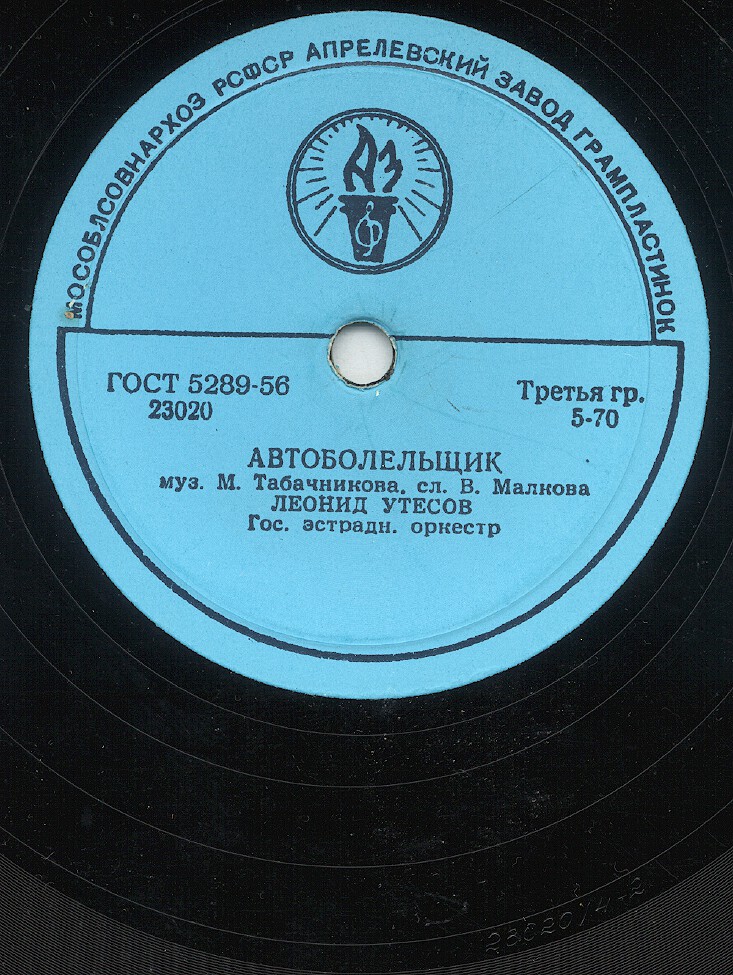 МОСОБЛСОВНАРХОЗ РСФСР АПРЕЛЕВСКИЙ ЗАВОД ГРАМПЛАСТИНОК
АЗ
ГОСТ 5289-56
23020
Третья гр.
5-70
АВТОБОЛЕЛЬЩИК
муз. М. Табачникова, сл. В. Малкова
ЛЕОНИД УТЕСОВ
Гос. эстрадн. оркестр